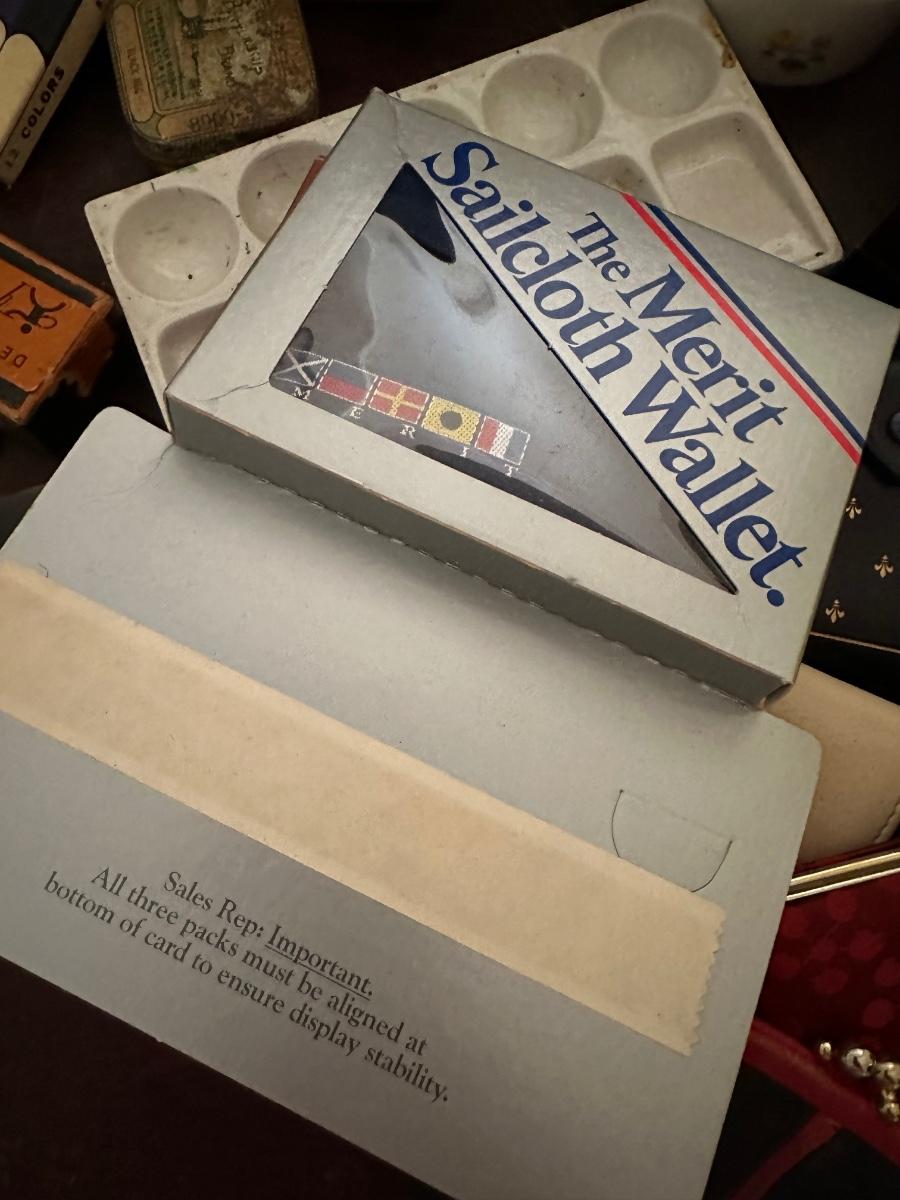 12 COLORS
The Merit
Sailcloth Wallet.
M E R I T
Sales Rep: Important.
All three packs must be aligned at
bottom of card to ensure display stability.
DE